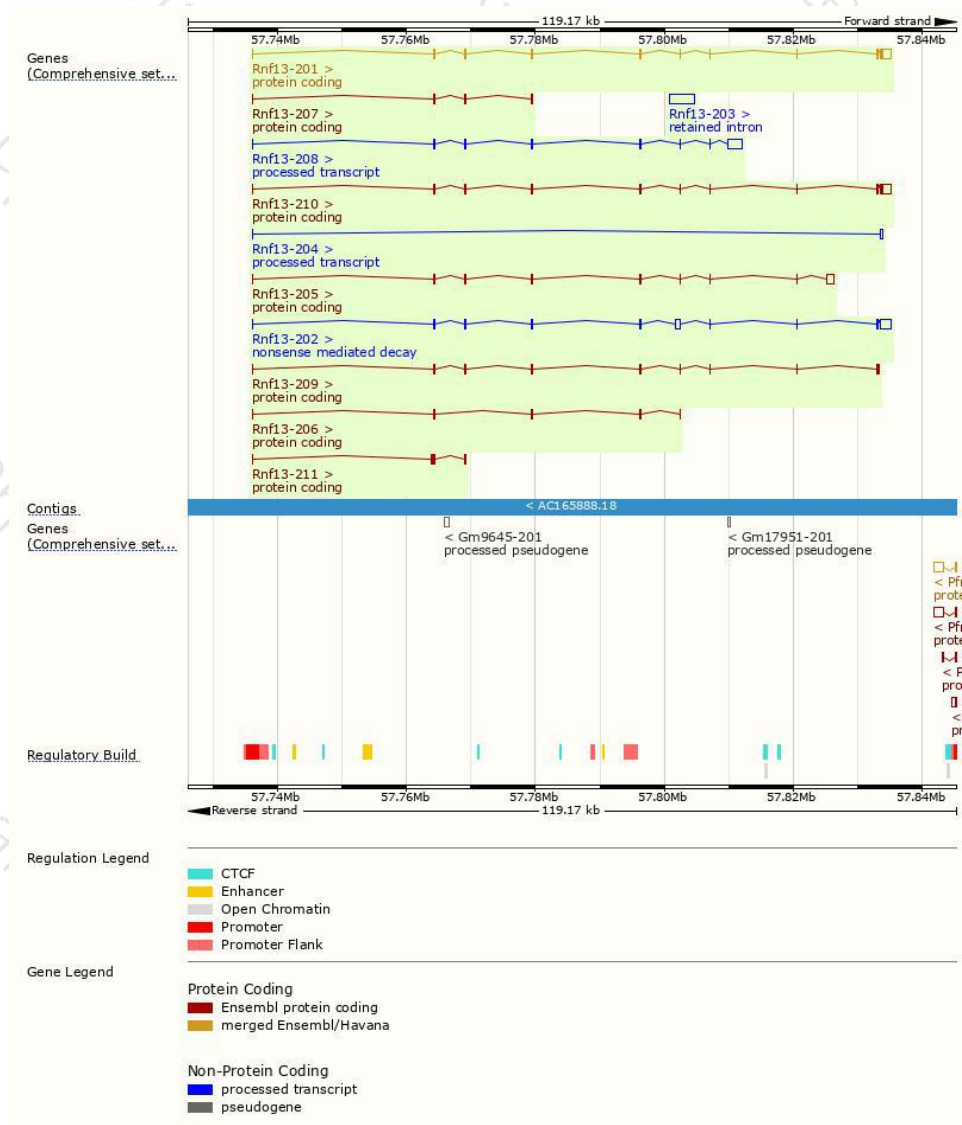 119.17 kb Forward strand
57.74Mb 57.76Mb 57.78Mb 57.80Mb 57.82Mb 57.84Mb
Genes
(Comprehensive set...
Rnf13-201 >
protein coding
Rnf13-207 >
protein coding
Rnf13-203 >
retained intron
Rnf13-208 >
processed transcript
Rnf13-210 >
protein coding
Rnf13-204 >
processed transcript
Rnf13-205 >
protein coding
Rnf13-202 >
nonsense mediated decay
Rnf13-209 >
protein coding
Rnf13-206 >
protein coding
Rnf13-211 >
protein coding
Contigs
< AC165888.18
Genes
(Comprehensive set...
< Gm9645-201
processed pseudogene
< Gm17951-201
processed pseudogene
< Pfn
prote
< Pfn
prote
< P
pro
<
pr
Regulatory Build
57.74Mb 57.76Mb 57.78Mb 57.80Mb 57.82Mb 57.84Mb
Reverse strand 119.17 kb
Regulation Legend
CTCF
Enhancer
Open Chromatin
Promoter
Promoter Flank
Gene Legend
Protein Coding
Ensembl protein coding
merged Ensembl/Havana
Non-Protein Coding
processed transcript
pseudogene